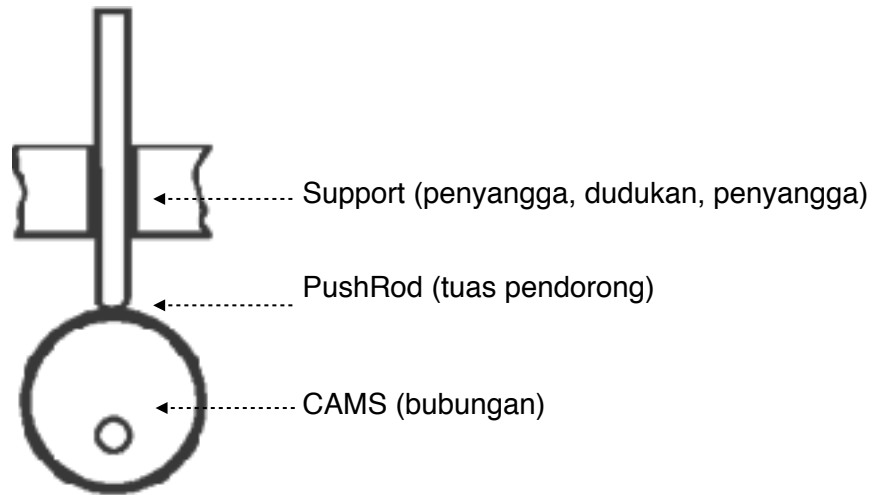 Support (penyangga, dudukan, penyangga)
PushRod (tuas pendorong)
CAMS (bubungan)